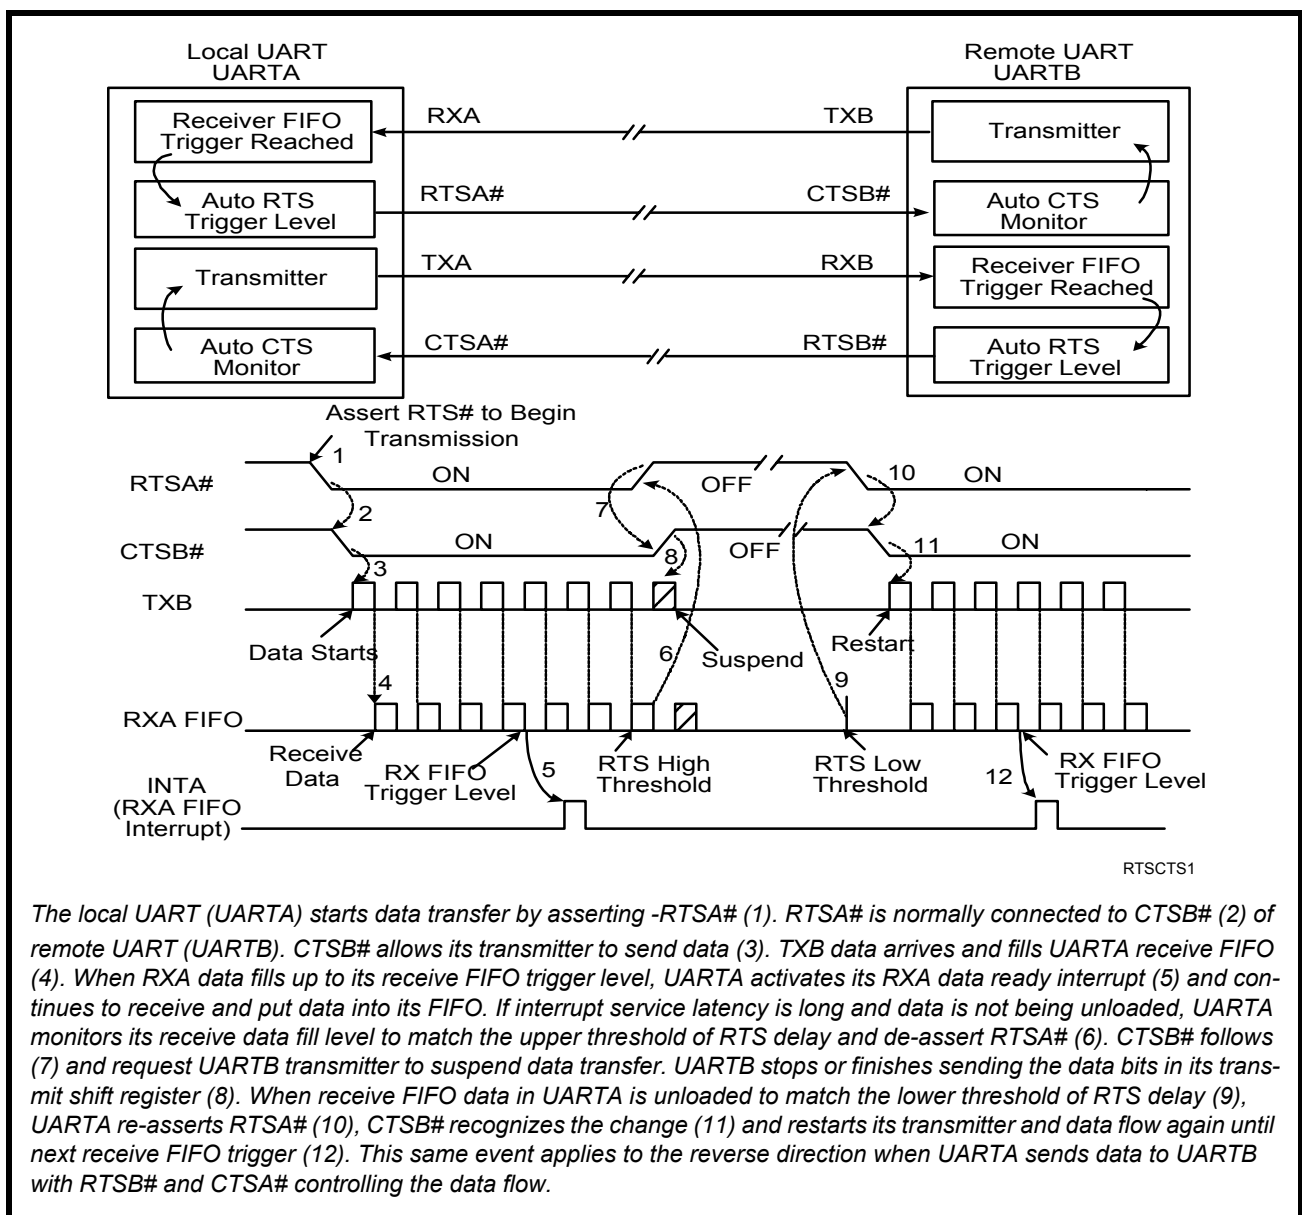 Local UART
UARTA
Remote UART
UARTB
Receiver FIFO
Trigger Reached
RXA
TXB
Transmitter
Auto RTS
Trigger Level
RTSA#
CTSB#
Auto CTS
Monitor
Transmitter
TXA
RXB
Receiver FIFO
Trigger Reached
Auto CTS
Monitor
CTSA#
RTSB#
Auto RTS
Trigger Level
Assert RTS# to Begin
Transmission
RTSA#
1
ON
OFF
10
ON
2
7
CTSB#
ON
8
OFF
11
ON
3
TXB
Data Starts
6
Suspend
Restart
4
9
RXA FIFO
Receive
Data
RX FIFO
Trigger Level
5
RTS High
Threshold
RTS Low
Threshold
12
RX FIFO
Trigger Level
INTA
(RXA FIFO
Interrupt)
RTSCTS1
The local UART (UARTA) starts data transfer by asserting -RTSA# (1). RTSA# is normally connected to CTSB# (2) of
remote UART (UARTB). CTSB# allows its transmitter to send data (3). TXB data arrives and fills UARTA receive FIFO
(4). When RXA data fills up to its receive FIFO trigger level, UARTA activates its RXA data ready interrupt (5) and con-
tinues to receive and put data into its FIFO. If interrupt service latency is long and data is not being unloaded, UARTA
monitors its receive data fill level to match the upper threshold of RTS delay and de-assert RTSA# (6). CTSB# follows
(7) and request UARTB transmitter to suspend data transfer. UARTB stops or finishes sending the data bits in its trans-
mit shift register (8). When receive FIFO data in UARTA is unloaded to match the lower threshold of RTS delay (9),
UARTA re-asserts RTSA# (10), CTSB# recognizes the change (11) and restarts its transmitter and data flow again until
next receive FIFO trigger (12). This same event applies to the reverse direction when UARTA sends data to UARTB
with RTSB# and CTSA# controlling the data flow.